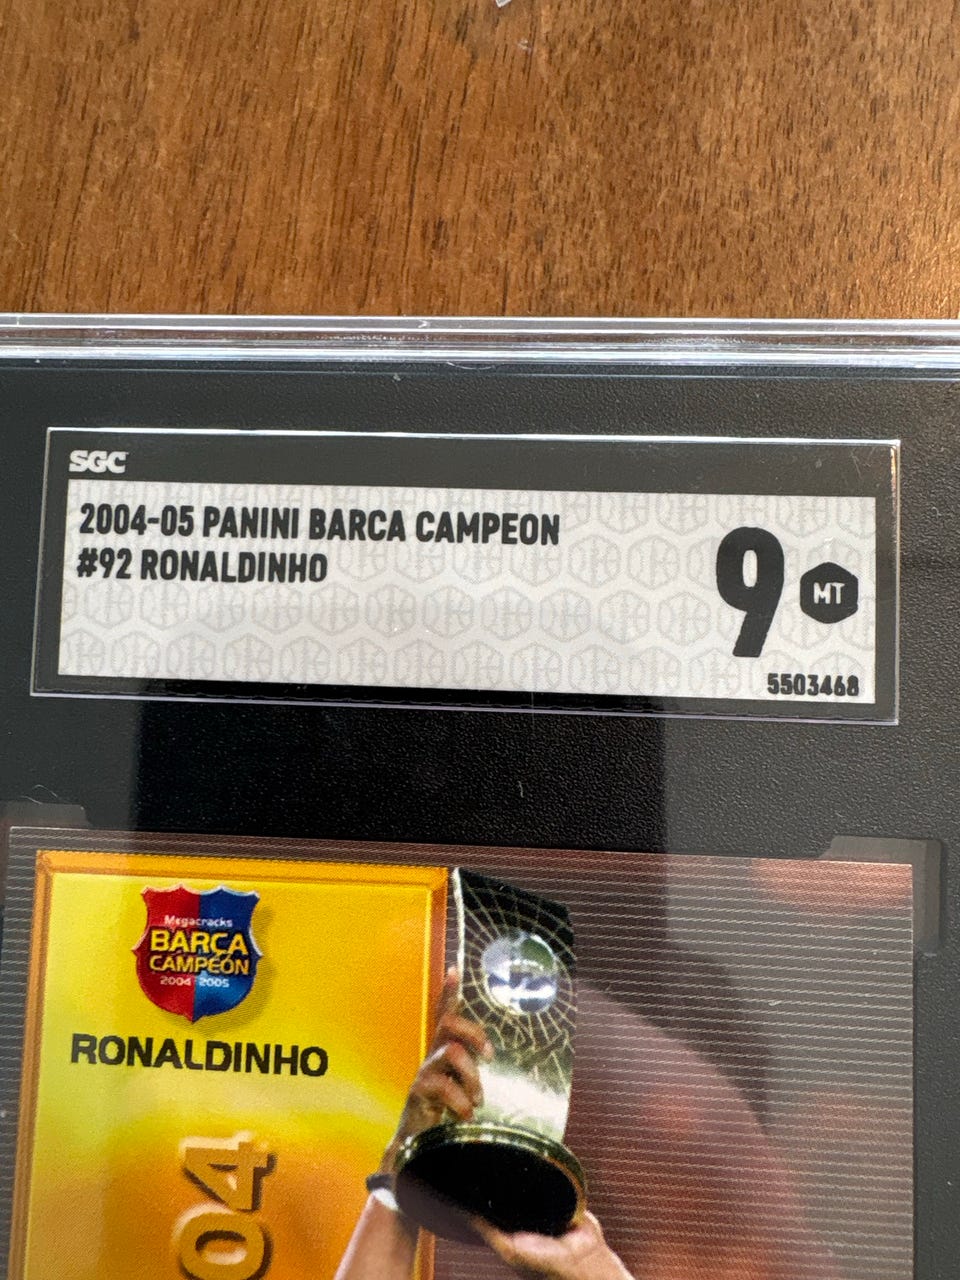 SGC
2004-05 PANINI BARCA CAMPEON
#92 RONALDINHO
9 MT
5503468
Megacracks
BARÇA
CAMPEÓN
2004 2005
RONALDINHO
04